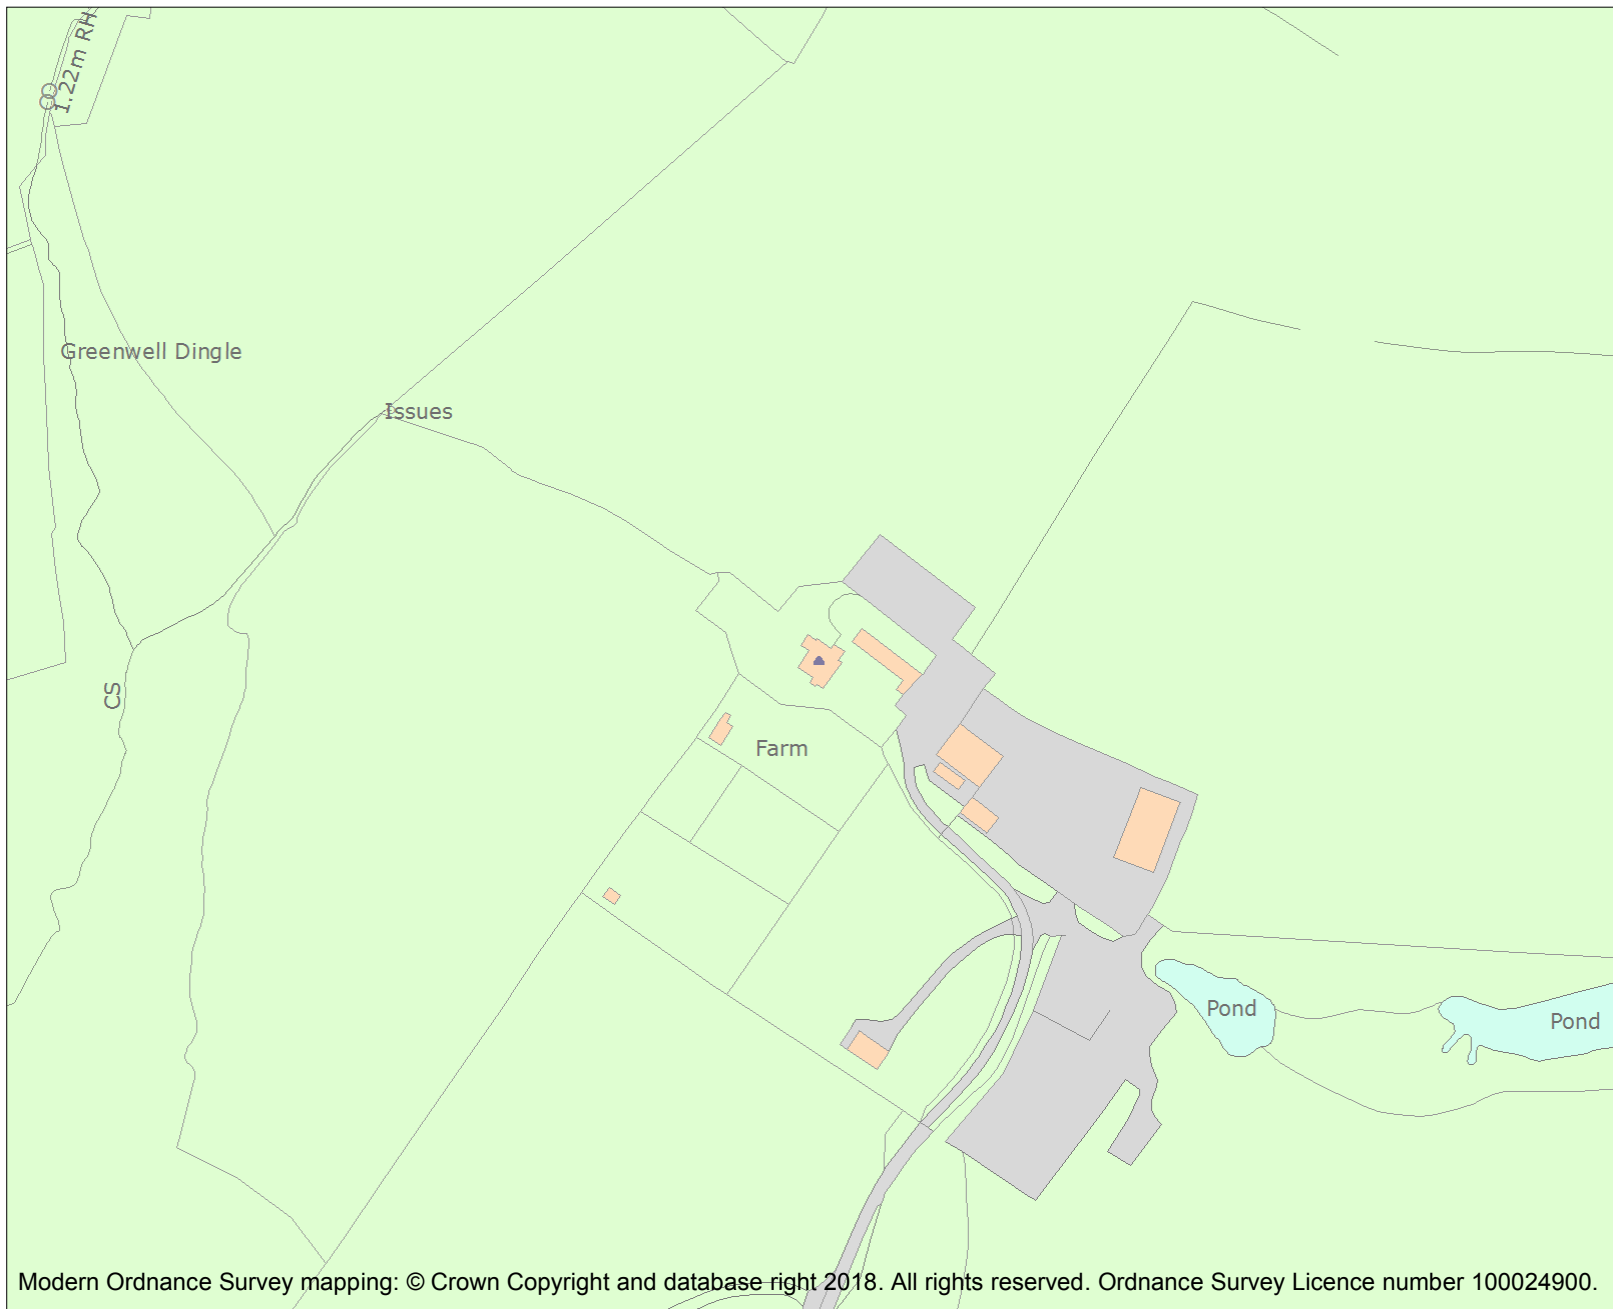 1.22m RH
Greenwell Dingle
Issues
CS
Farm
Pond
Pond
Modern Ordnance Survey mapping: © Crown Copyright and database right 2018. All rights reserved. Ordnance Survey Licence number 100024900.